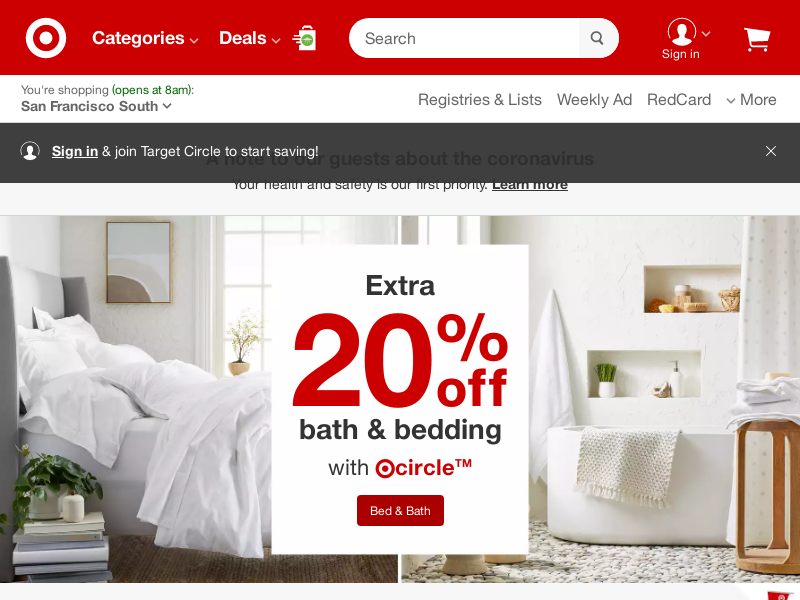 Categories
Deals
Search
Sign in
You're shopping (opens at 8am):
San Francisco South
Registries & Lists
Weekly Ad
RedCard
More
Sign in & join Target Circle to start saving!
A note to our guests about the coronavirus
Your health and safety is our first priority. Learn more
Extra
20%
off
bath & bedding
with circle™
Bed & Bath